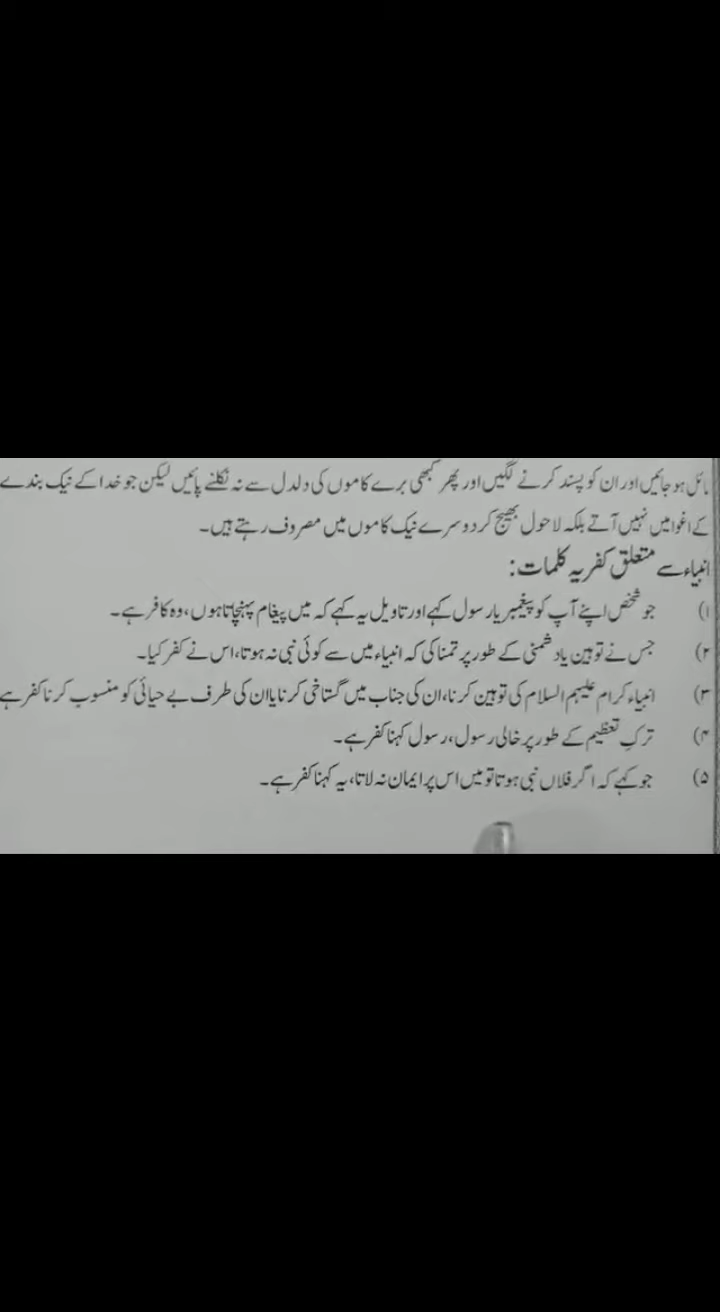 مائل ہو جائیں اور ان کو پسند کرنے لگیں اور پھر کبھی برے کاموں کی دلدل سے نہ نکلنے پائیں لیکن جو خدا کے نیک بندے
کے اغوا میں نہیں آتے بلکہ لاحول بھیج کر دوسرے نیک کاموں میں مصروف رہتے ہیں۔
انبیاء سے متعلق کفریہ کلمات:
۱) جو شخص اپنے آپ کو پیغمبر یا رسول کہے اور تاویل یہ کہے کہ میں پیغام پہنچاتا ہوں، وہ کافر ہے۔
۲) جس نے توہین یا دشمنی کے طور پر تمنا کی کہ انبیاء میں سے کوئی نبی نہ ہوتا، اس نے کفر کیا۔
۳) انبیاء کرام علیہم السلام کی توہین کرنا، ان کی جناب میں گستاخی کرنا یا ان کی طرف بے حیائی کو منسوب کرنا کفر ہے
۴) ترکِ تعظیم کے طور پر خالی رسول، رسول کہنا کفر ہے۔
۵) جو کہے کہ اگر فلاں نبی ہوتا تو میں اس پر ایمان نہ لاتا، یہ کہنا کفر ہے۔